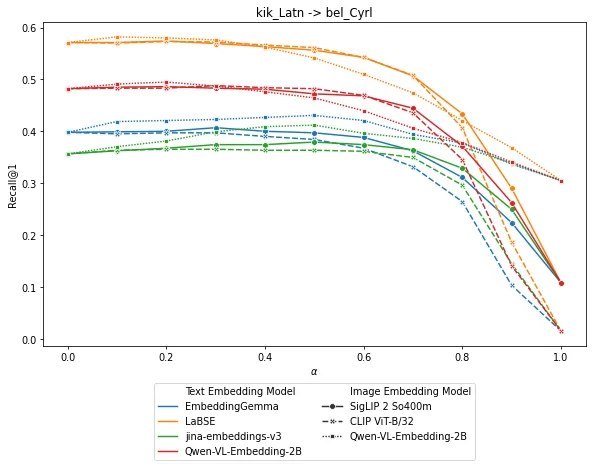 kik_Latn -> bel_Cyrl
Recall@1
0.6
0.5
0.4
0.3
0.2
0.1
0.0
0.0 0.2 0.4 0.6 0.8 1.0
α
Text Embedding Model
EmbeddingGemma
LaBSE
jina-embeddings-v3
Qwen-VL-Embedding-2B
Image Embedding Model
SigLIP 2 So400m
CLIP ViT-B/32
Qwen-VL-Embedding-2B